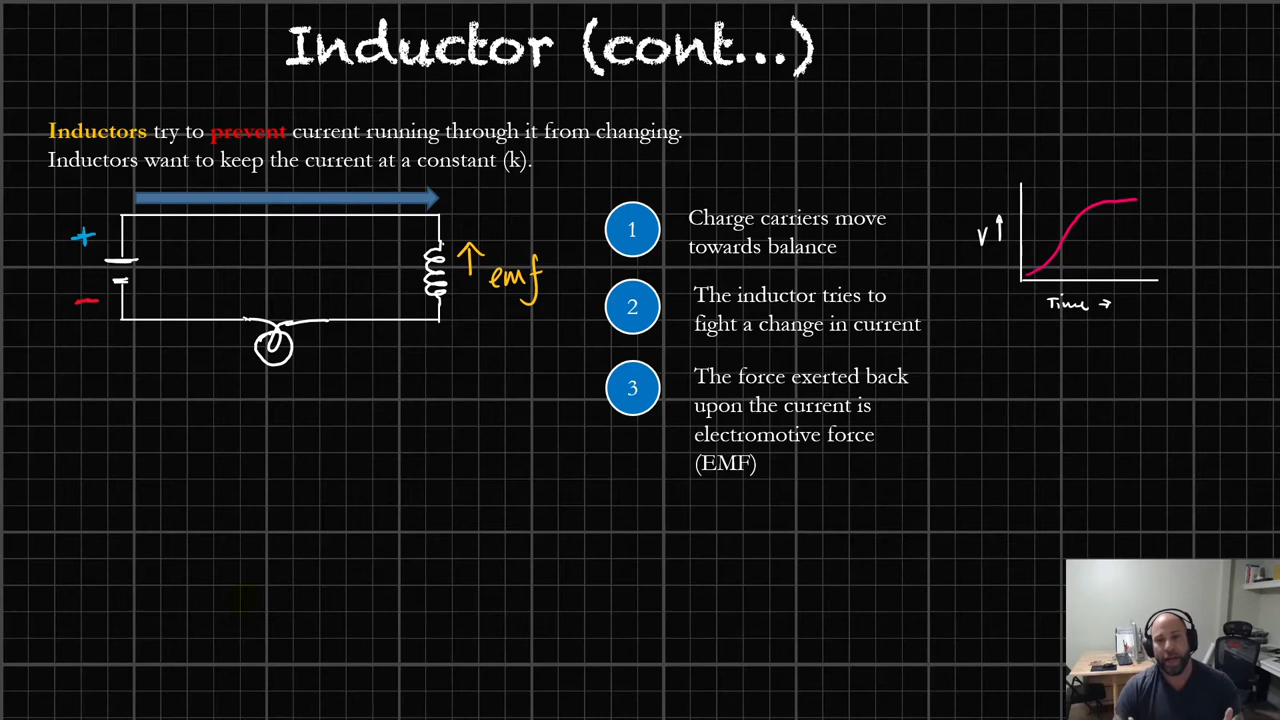 Inductor (cont...)
Inductors try to prevent current running through it from changing.
Inductors want to keep the current at a constant (k).
+
-
emf
1
Charge carriers move
towards balance
2
The inductor tries to
fight a change in current
3
The force exerted back
upon the current is
electromotive force
(EMF)
V
Time →